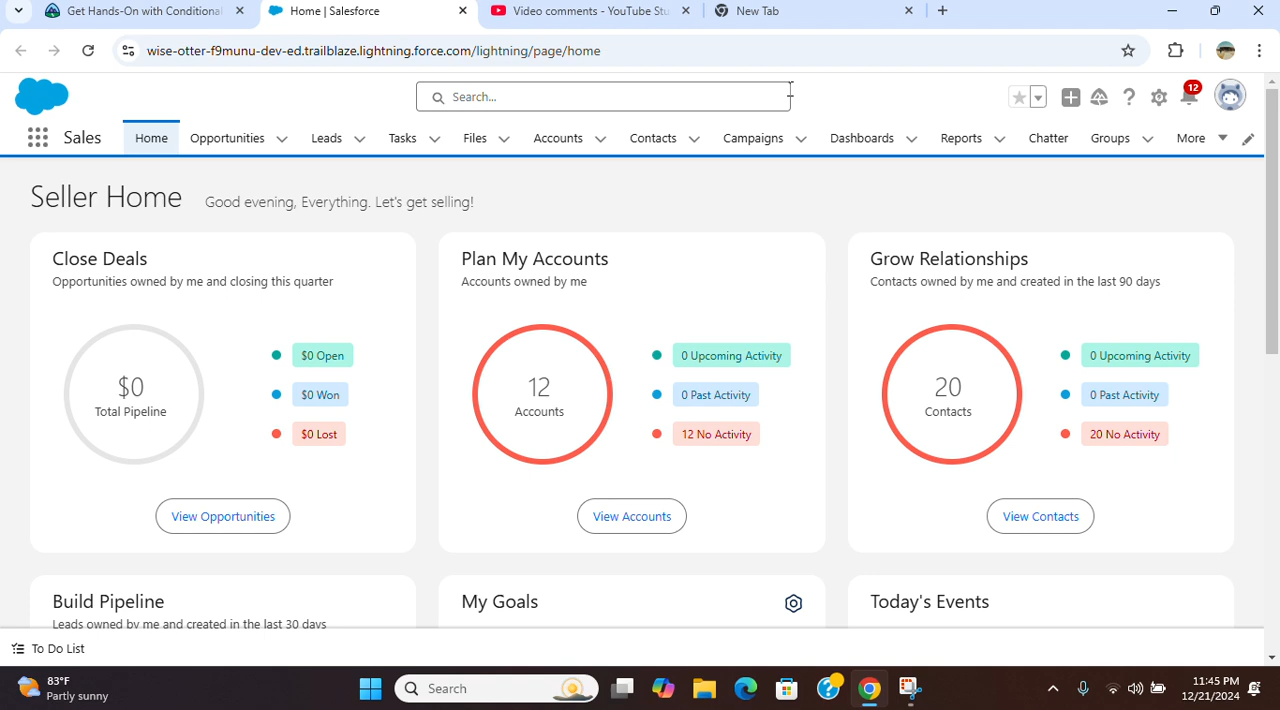 Get Hands-On with Conditional
Home | Salesforce
Video comments - YouTube Stu
New Tab
wise-otter-f9munu-dev-ed.trailblaze.lightning.force.com/lightning/page/home
Search...
12
Sales
Home
Opportunities
Leads
Tasks
Files
Accounts
Contacts
Campaigns
Dashboards
Reports
Chatter
Groups
More
Seller Home
Good evening, Everything. Let's get selling!
Close Deals
Opportunities owned by me and closing this quarter
$0
Total Pipeline
$0 Open
$0 Won
$0 Lost
View Opportunities
Plan My Accounts
Accounts owned by me
12
Accounts
0 Upcoming Activity
0 Past Activity
12 No Activity
View Accounts
Grow Relationships
Contacts owned by me and created in the last 90 days
20
Contacts
0 Upcoming Activity
0 Past Activity
20 No Activity
View Contacts
Build Pipeline
Leads owned by me and created in the last 30 days
My Goals
Today's Events
To Do List
83°F
Partly sunny
Search
11:45 PM
12/21/2024